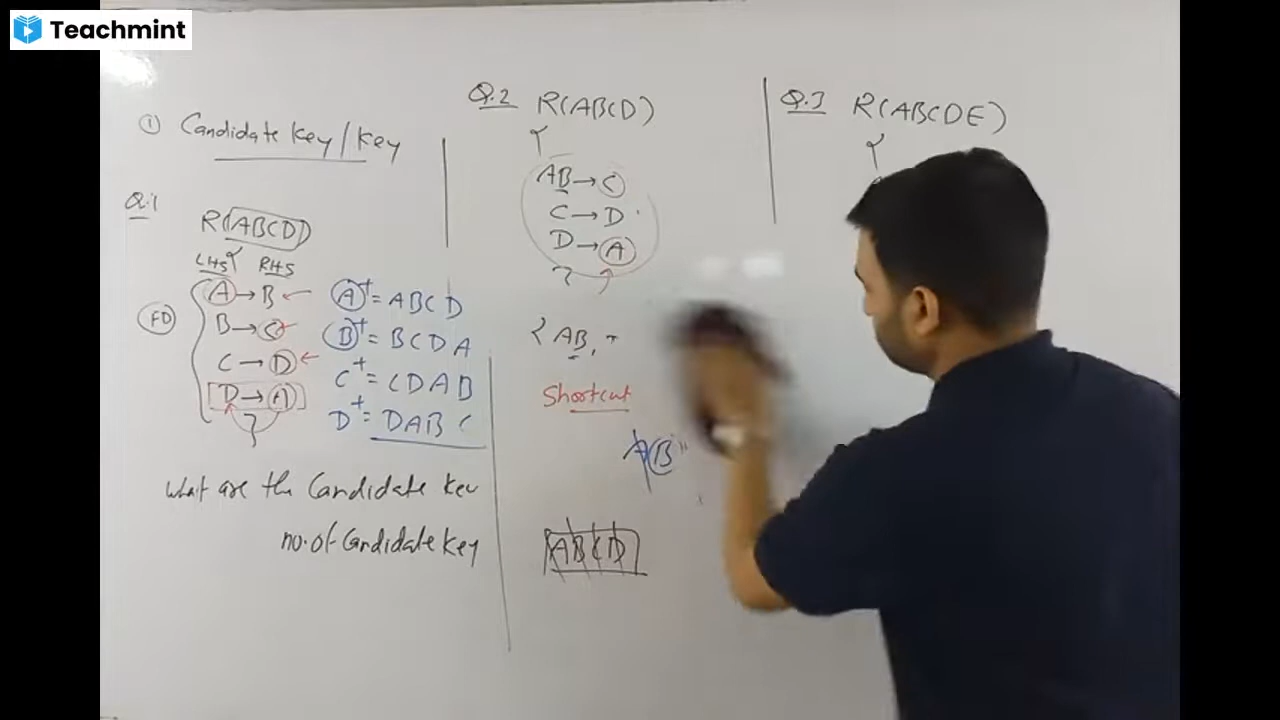 Teachmint
① Candidate key/key
Q.1
R(ABCD)
LHS { RHS
FD
A → B
B → C
C → D
D → A
}
A⁺ = ABCD
B⁺ = BCDA
C⁺ = CDAB
D⁺ = DABC
What are the Candidate key
no. of Candidate key
Q.2 R(ABCD)
{
AB → C
C → D
D → A
}
{ AB,
Shortcut
AB
ABCD
Q.3 R(ABCDE)
{